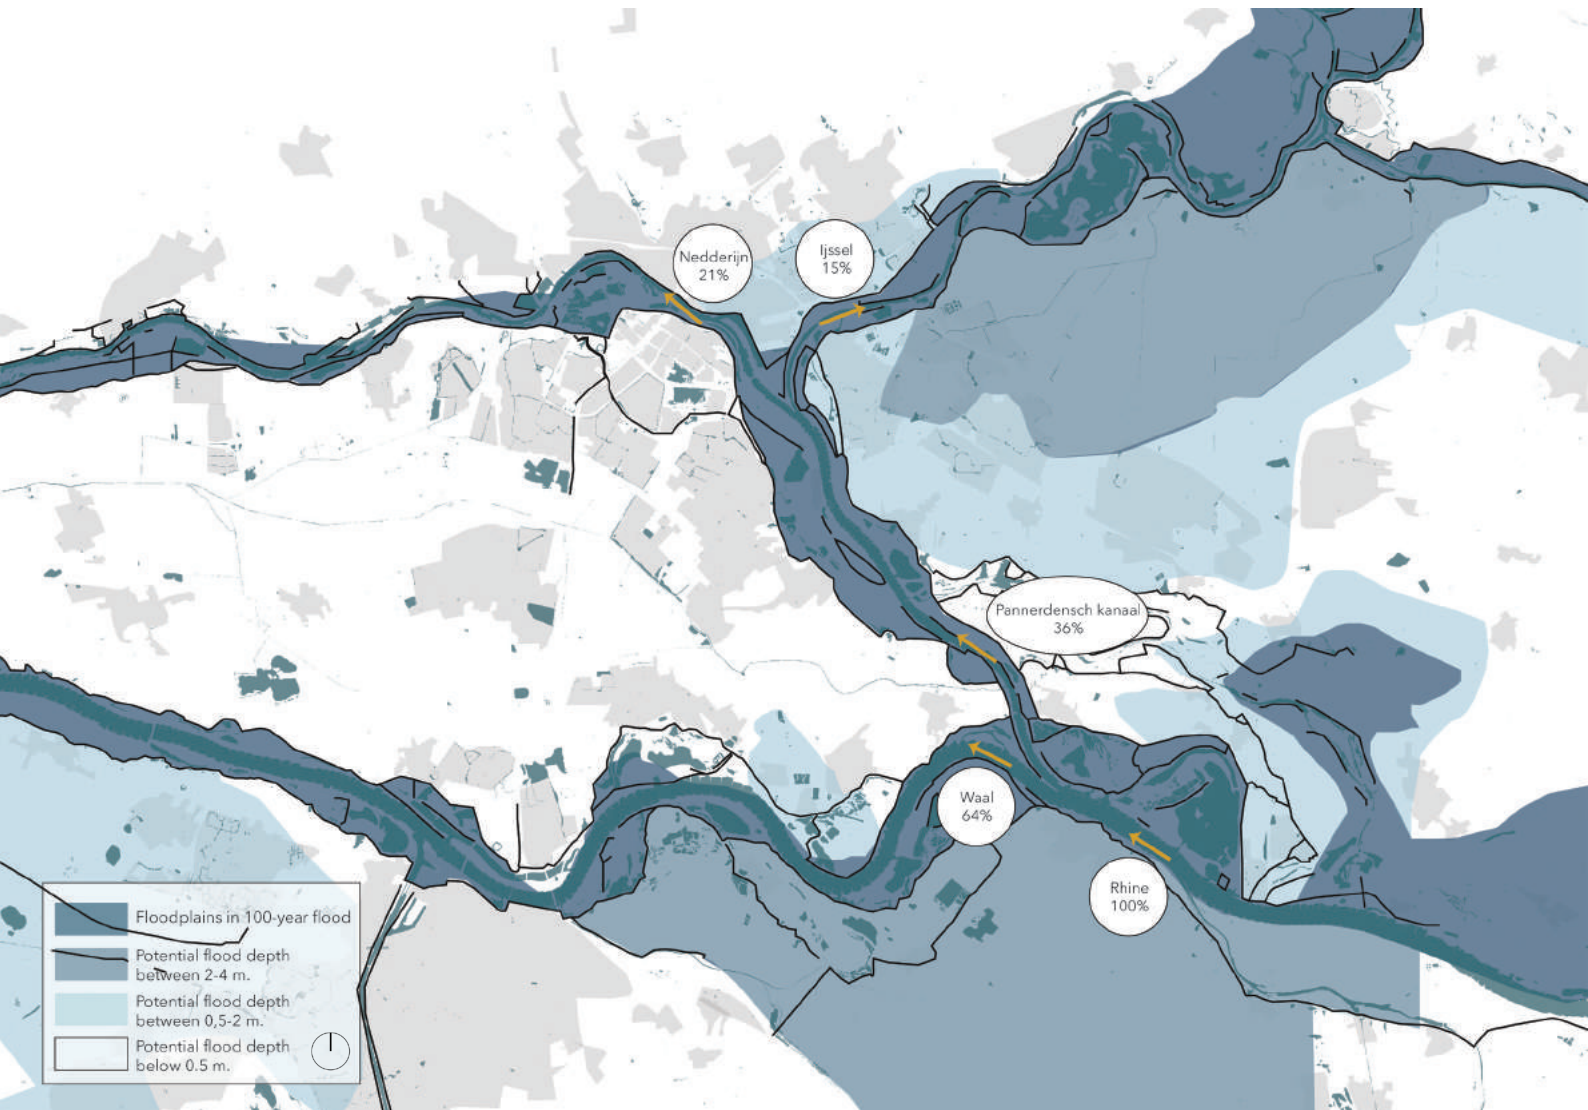 Nedderijn
21%
Ijssel
15%
Pannerdensch kanaal
36%
Waal
64%
Rhine
100%
Floodplains in 100-year flood
Potential flood depth
between 2-4 m.
Potential flood depth
between 0,5-2 m.
Potential flood depth
below 0.5 m.